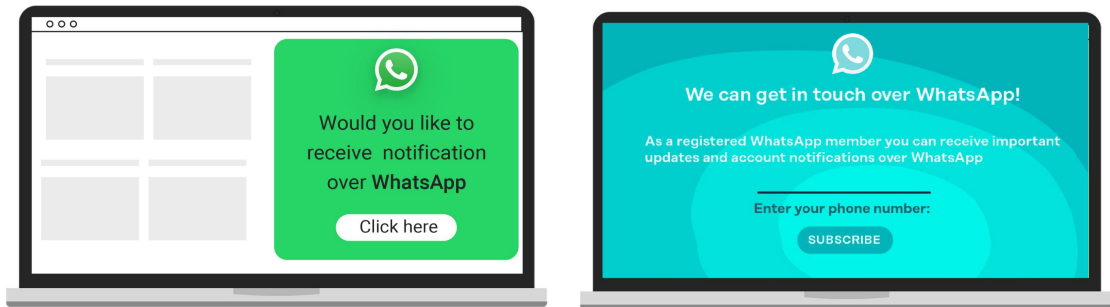 Would you like to
receive notification
over WhatsApp
Click here
We can get in touch over WhatsApp!
As a registered WhatsApp member you can receive important
updates and account notifications over WhatsApp
Enter your phone number:
SUBSCRIBE